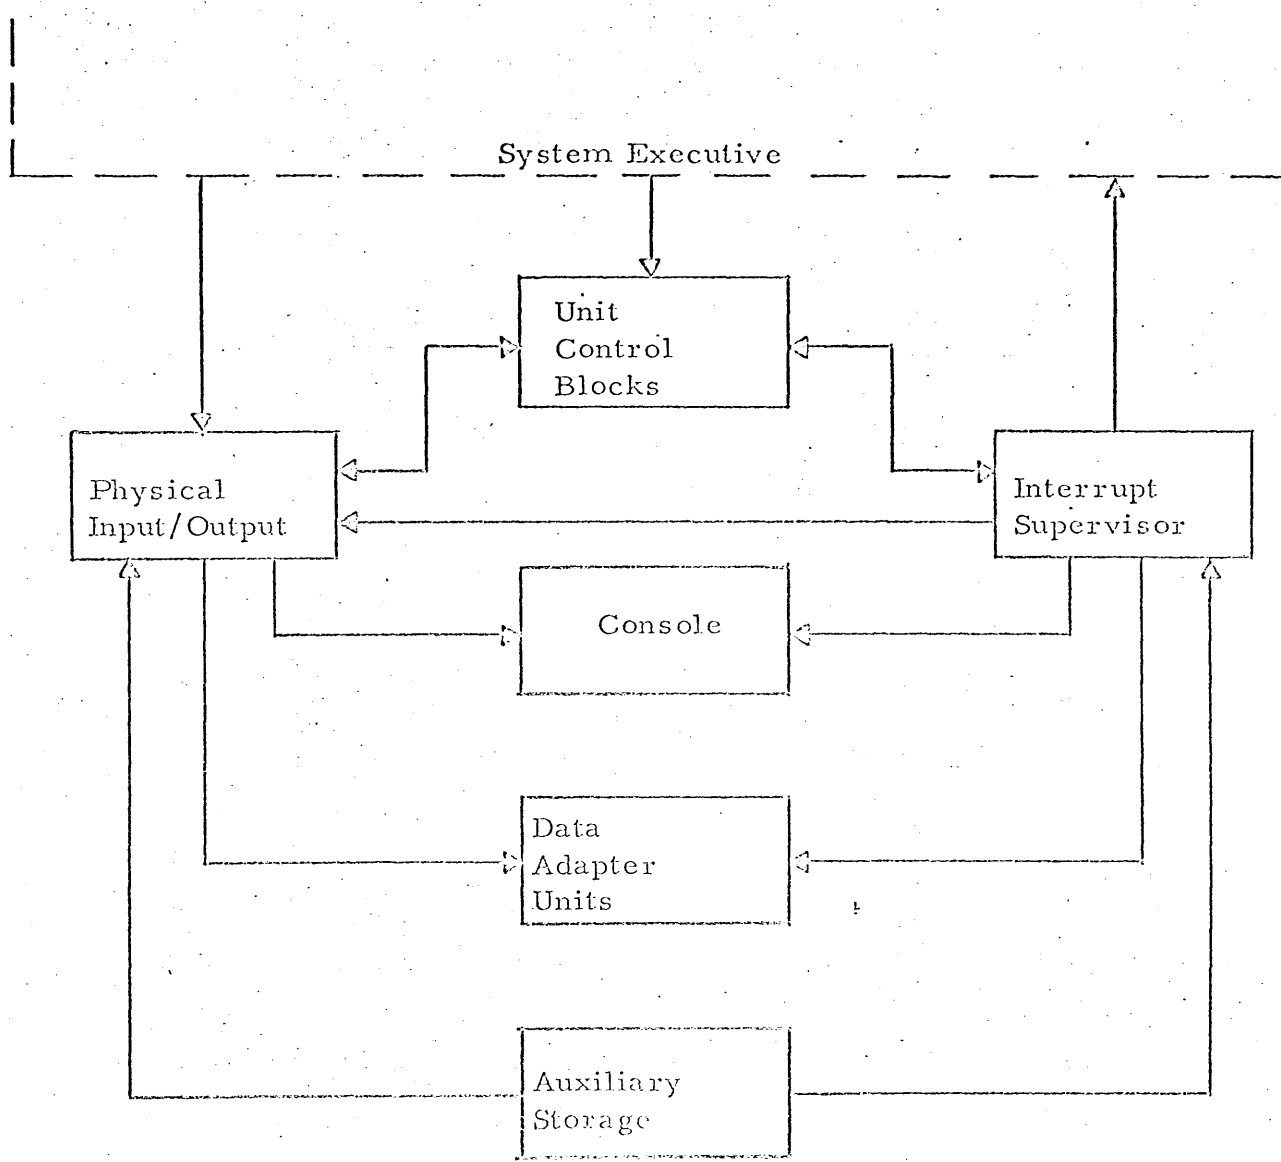 System Executive
Unit
Control
Blocks
Physical
Input/Output
Interrupt
Supervisor
Console
Data
Adapter
Units
Auxiliary
Storage